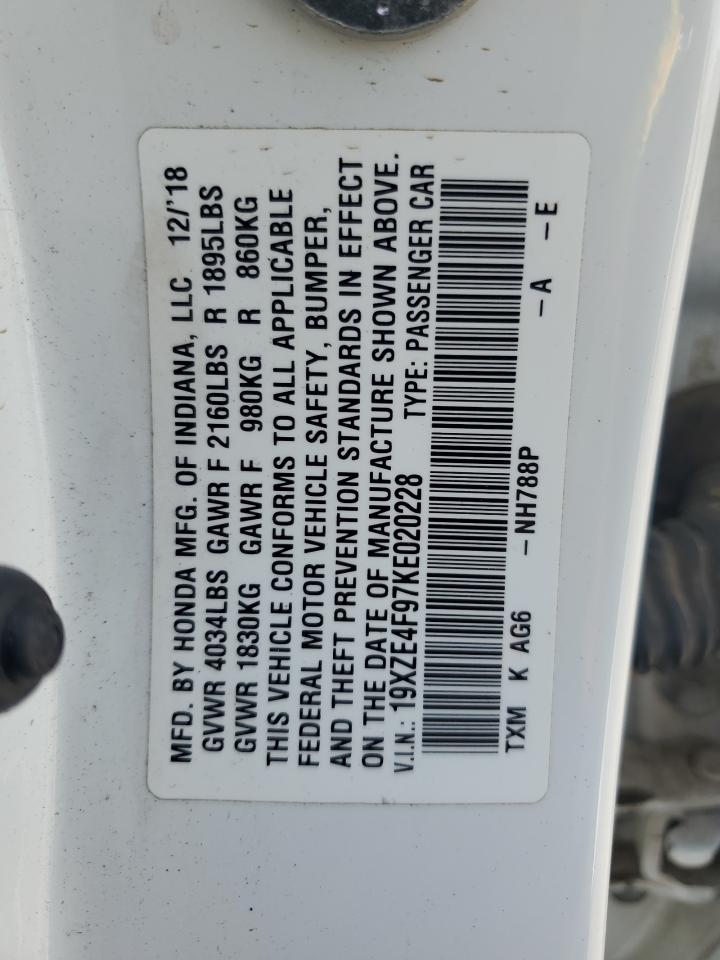 MFD. BY HONDA MFG. OF INDIANA, LLC 12/'18
GVWR 4034LBS GAWR F 2160LBS R 1895LBS
GVWR 1830KG GAWR F 980KG R 860KG
THIS VEHICLE CONFORMS TO ALL APPLICABLE
FEDERAL MOTOR VEHICLE SAFETY, BUMPER,
AND THEFT PREVENTION STANDARDS IN EFFECT
ON THE DATE OF MANUFACTURE SHOWN ABOVE.
V.I.N.: 19XZE4F97KE020228 TYPE: PASSENGER CAR
TXM K AG6 –NH788P –A –E